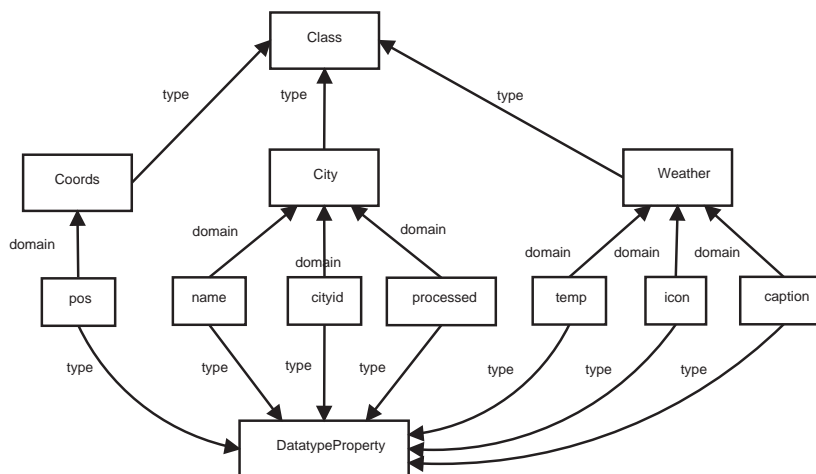 Class
type
type
type
Coords
City
Weather
domain
domain
domain
domain
domain
domain
domain
pos
name
cityid
processed
temp
icon
caption
type
type
type
type
type
type
type
DatatypeProperty